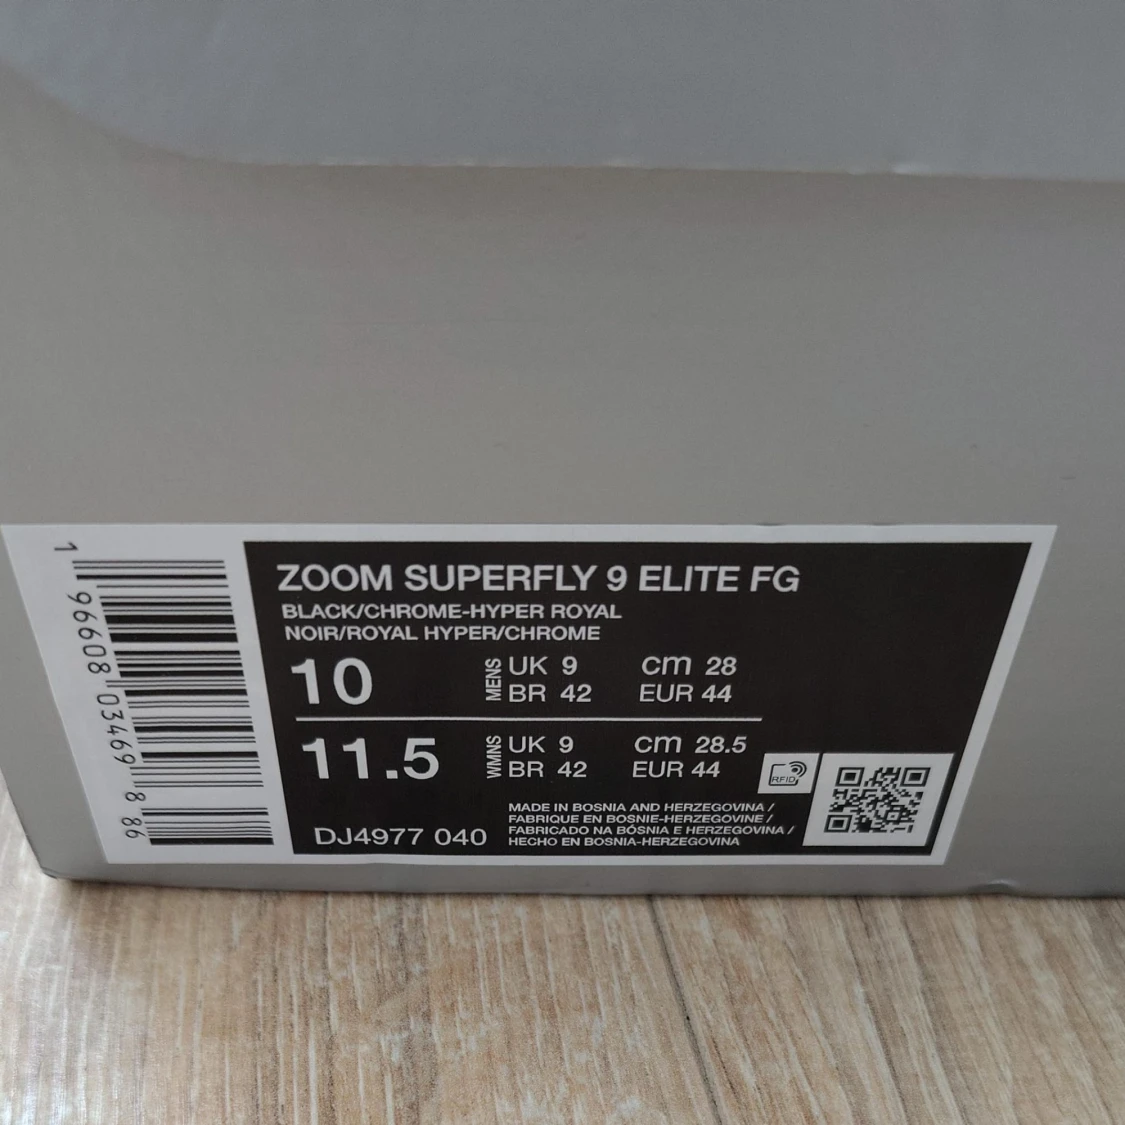 1 96608 03469 8 86
ZOOM SUPERFLY 9 ELITE FG
BLACK/CHROME-HYPER ROYAL
NOIR/ROYAL HYPER/CHROME
10 MENS UK 9 cm 28
BR 42 EUR 44
11.5 WMNS UK 9 cm 28.5
BR 42 EUR 44
RFID
DJ4977 040
MADE IN BOSNIA AND HERZEGOVINA /
FABRIQUE EN BOSNIE-HERZEGOVINE /
FABRICADO NA BÓSNIA E HERZEGOVINA /
HECHO EN BOSNIA-HERZEGOVINA